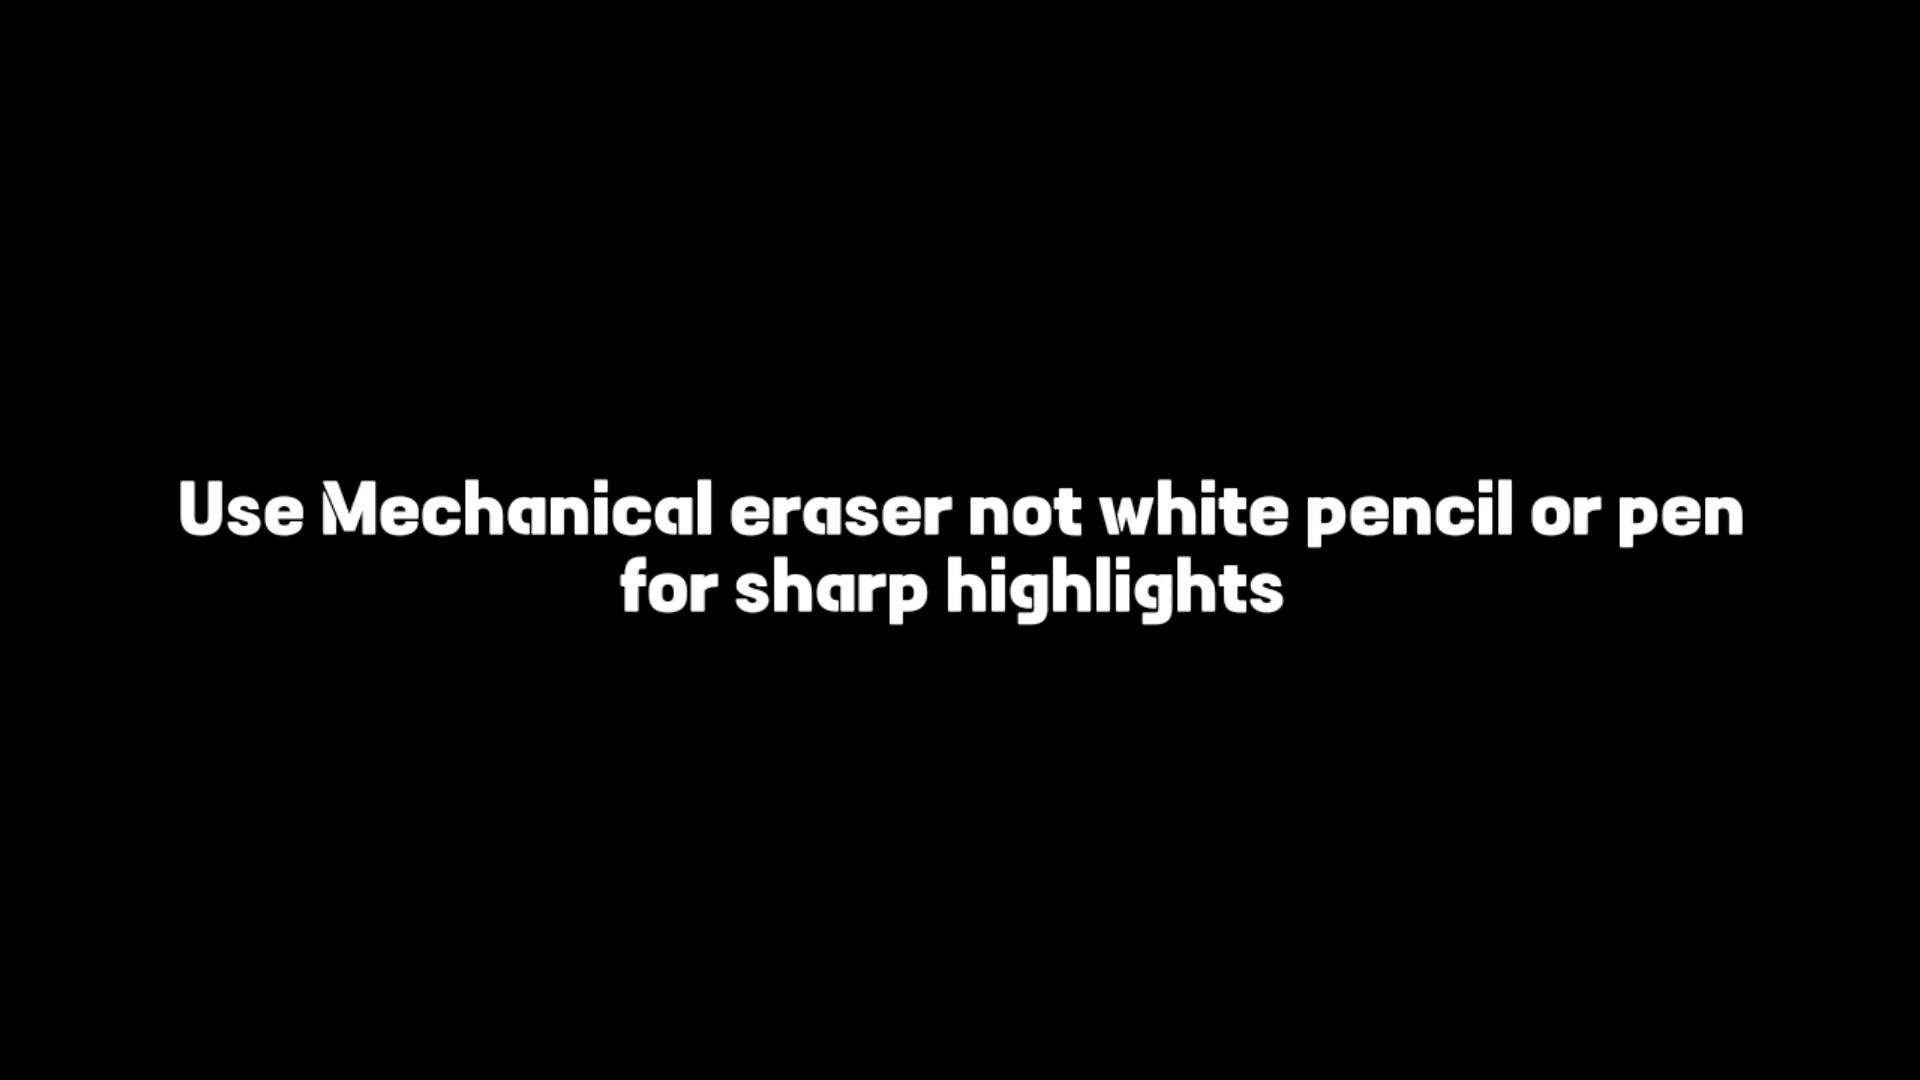 Use Mechanical eraser not white pencil or pen
for sharp highlights